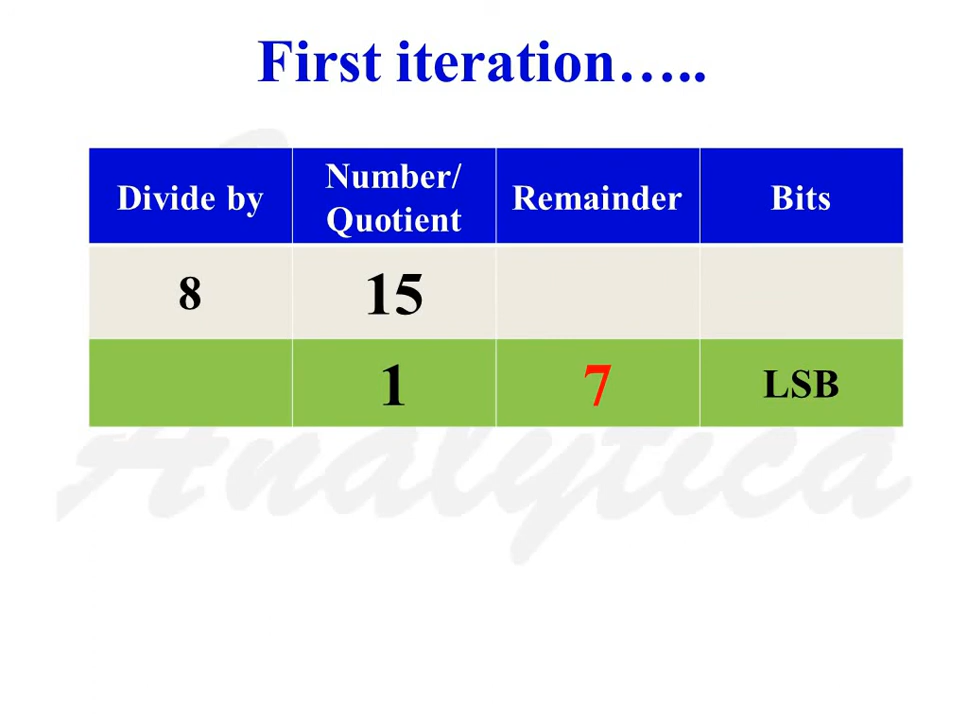 First iteration…..
Divide by
Number/
Quotient
Remainder
Bits
8
15
1
7
LSB
Analytica